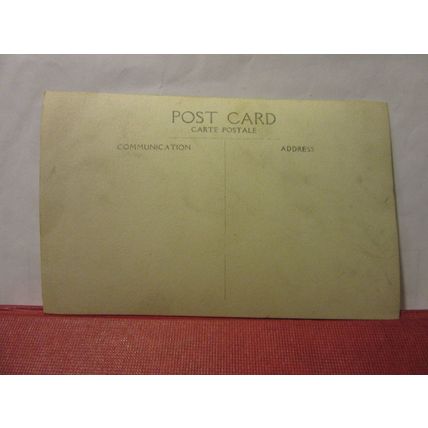 POST CARD
CARTE POSTALE
COMMUNICATION
ADDRESS